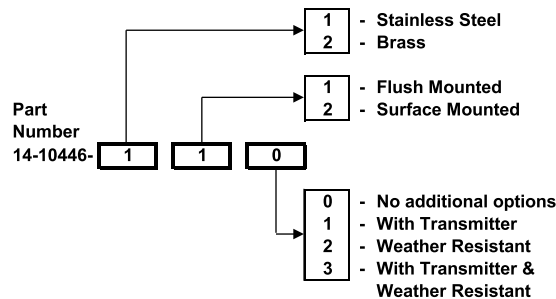 1 - Stainless Steel
2 - Brass
1 - Flush Mounted
2 - Surface Mounted
Part
Number
14-10446- 1 1 0
0 - No additional options
1 - With Transmitter
2 - Weather Resistant
3 - With Transmitter &
Weather Resistant